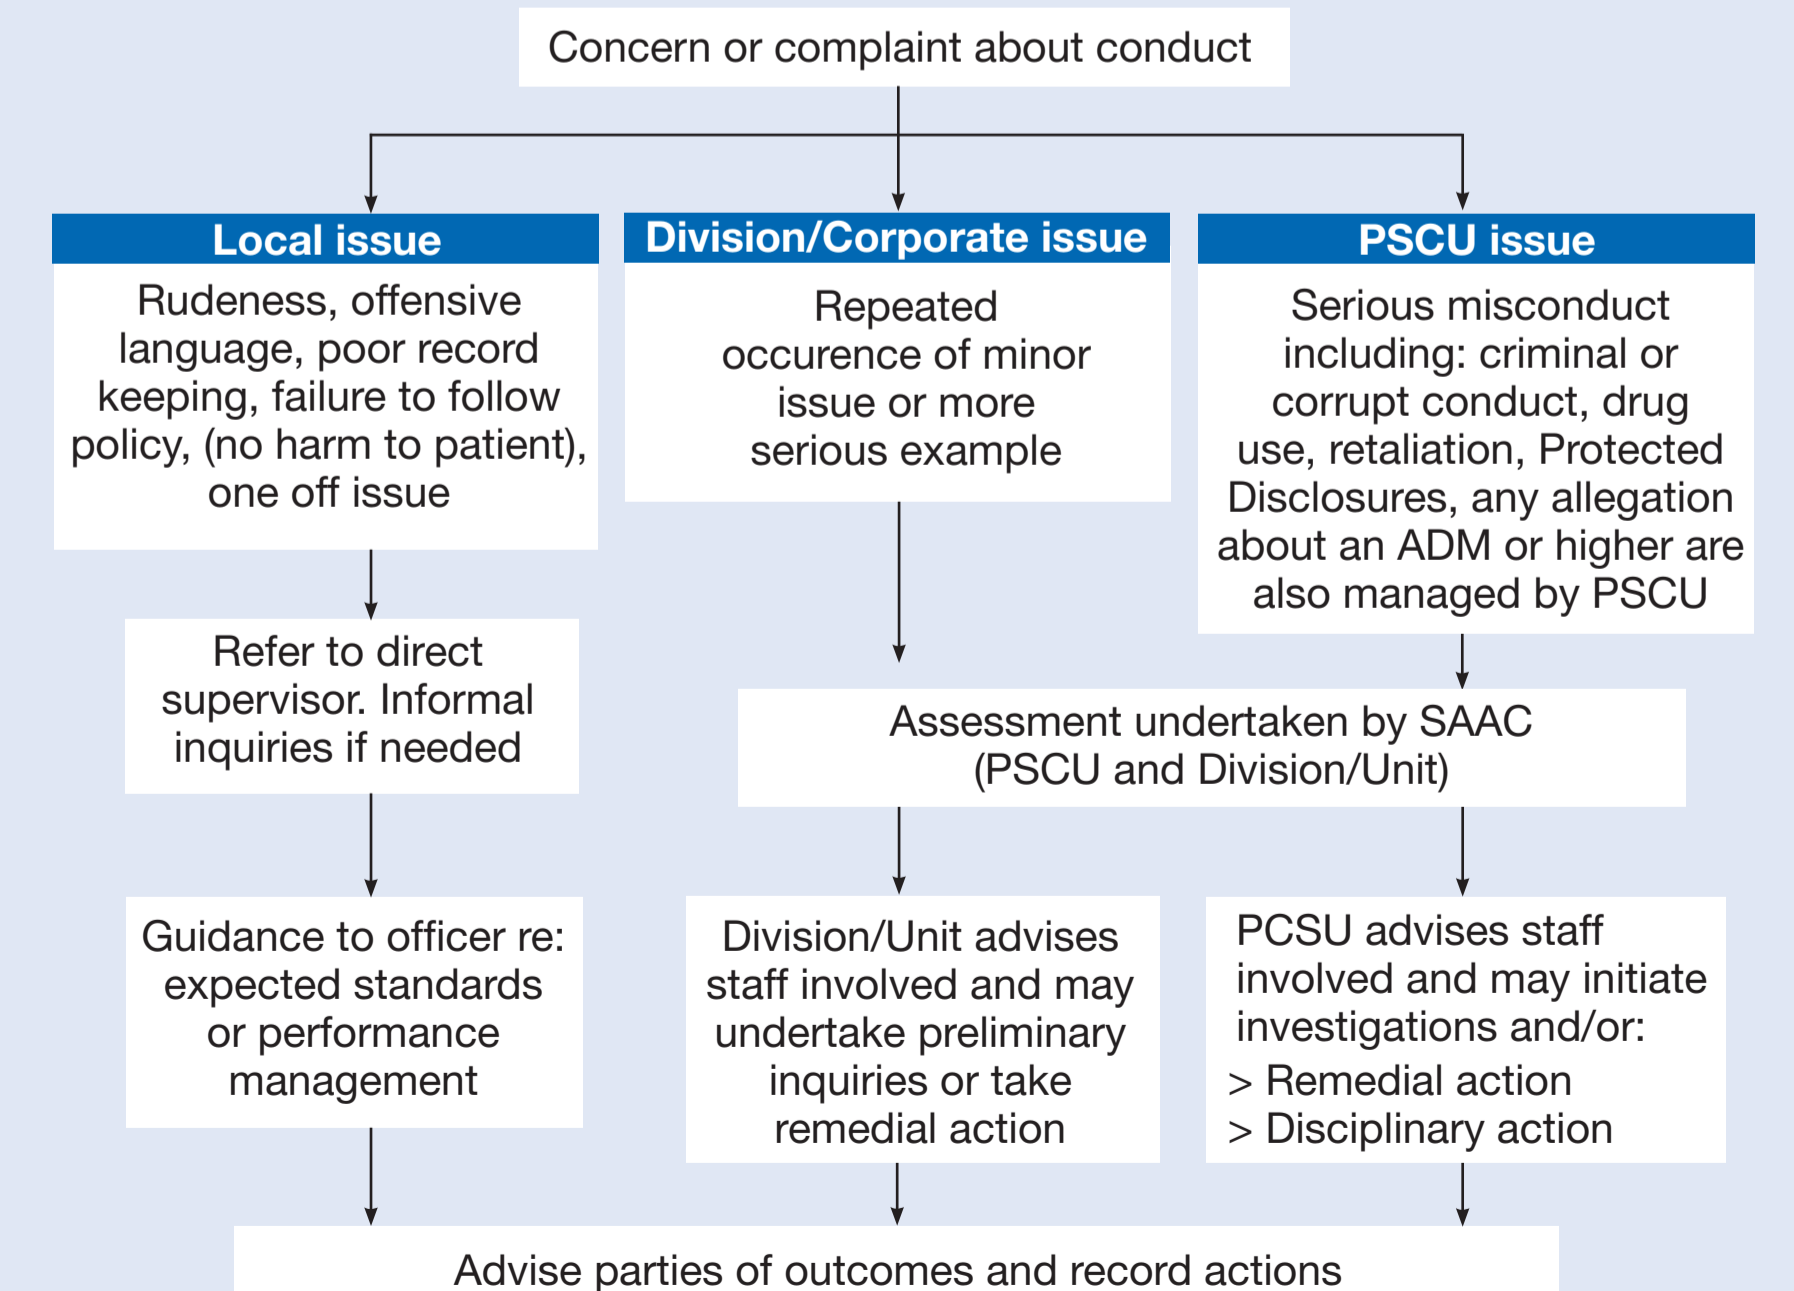 Concern or complaint about conduct
Local issue
Rudeness, offensive
language, poor record
keeping, failure to follow
policy, (no harm to patient),
one off issue
Refer to direct
supervisor. Informal
inquiries if needed
Guidance to officer re:
expected standards
or performance
management
Division/Corporate issue
Repeated
occurence of minor
issue or more
serious example
PSCU issue
Serious misconduct
including: criminal or
corrupt conduct, drug
use, retaliation, Protected
Disclosures, any allegation
about an ADM or higher are
also managed by PSCU
Assessment undertaken by SAAC
(PSCU and Division/Unit)
Division/Unit advises
staff involved and may
undertake preliminary
inquiries or take
remedial action
PCSU advises staff
involved and may initiate
investigations and/or:
> Remedial action
> Disciplinary action
Advise parties of outcomes and record actions